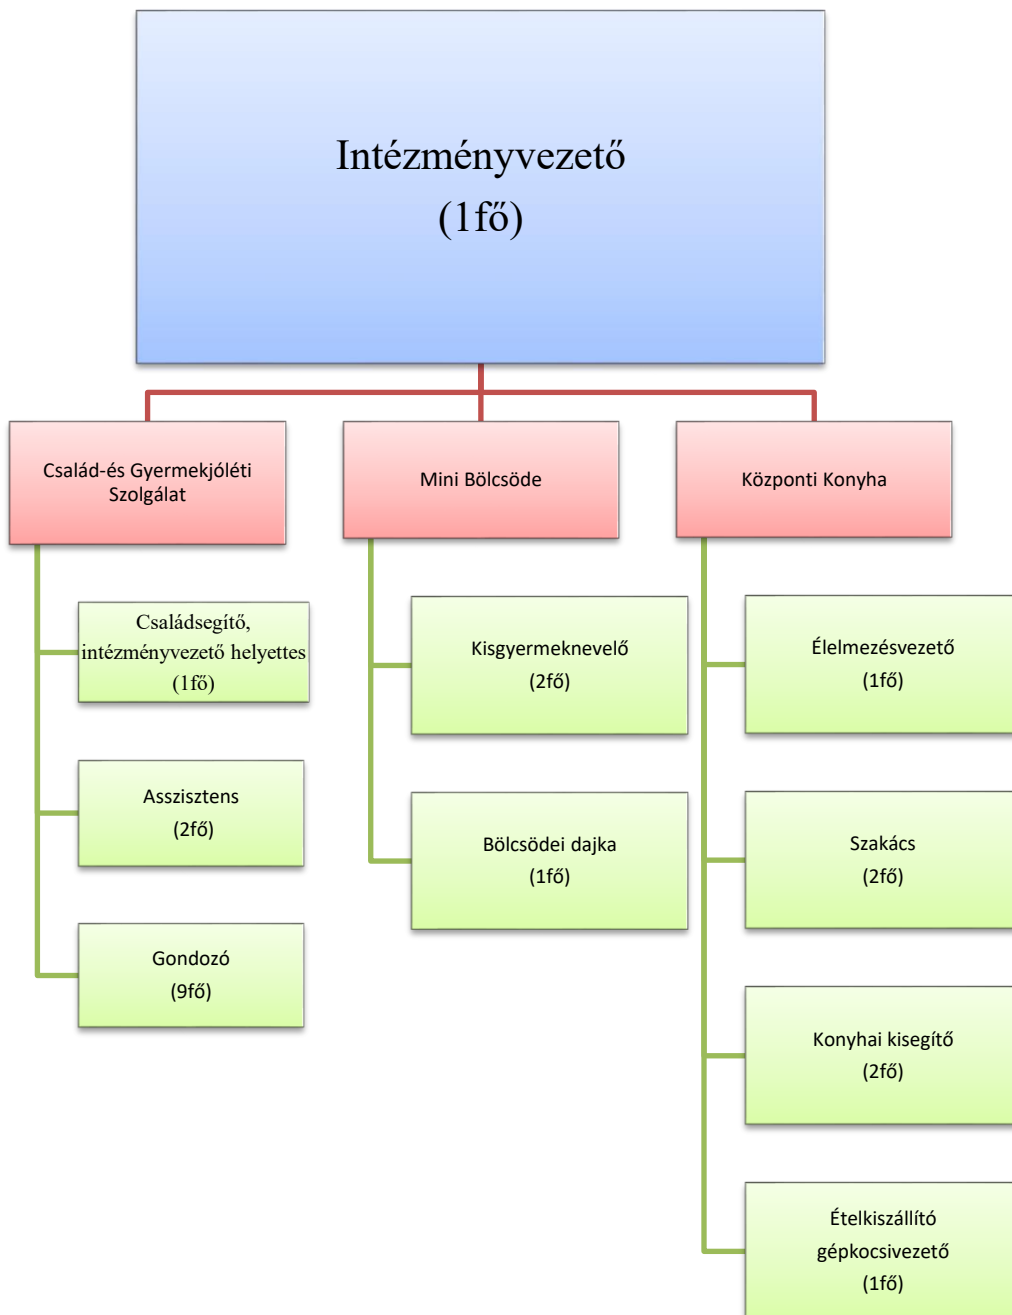 Intézményvezető
(1fő)
Család-és Gyermekjóléti
Szolgálat
Mini Bölcsöde
Központi Konyha
Családsegítő,
intézményvezető helyettes
(1fő)
Asszisztens
(2fő)
Gondozó
(9fő)
Kisgyermeknevelő
(2fő)
Bölcsödei dajka
(1fő)
Élelmezésvezető
(1fő)
Szakács
(2fő)
Konyhai kisegítő
(2fő)
Ételkiszállító
gépkocsivezető
(1fő)